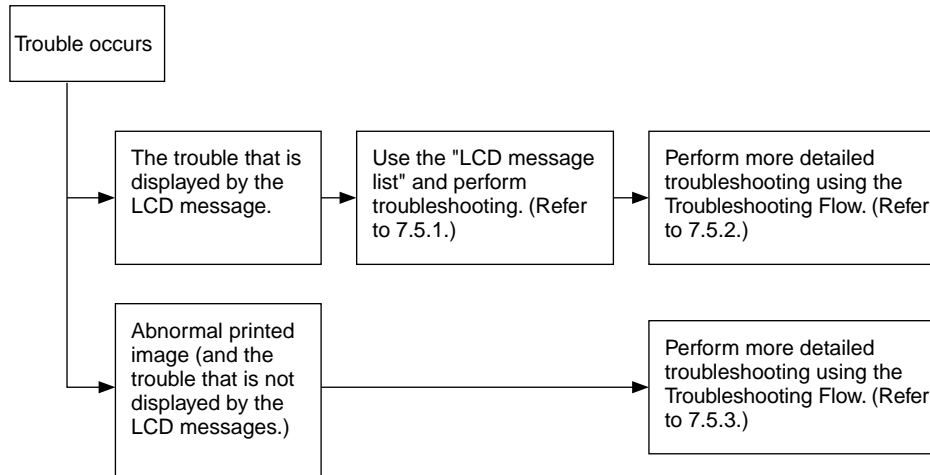 Trouble occurs
The trouble that is
displayed by the
LCD message.
Use the "LCD message
list" and perform
troubleshooting. (Refer
to 7.5.1.)
Perform more detailed
troubleshooting using the
Troubleshooting Flow. (Refer
to 7.5.2.)
Abnormal printed
image (and the
trouble that is not
displayed by the
LCD messages.)
Perform more detailed
troubleshooting using the
Troubleshooting Flow. (Refer
to 7.5.3.)